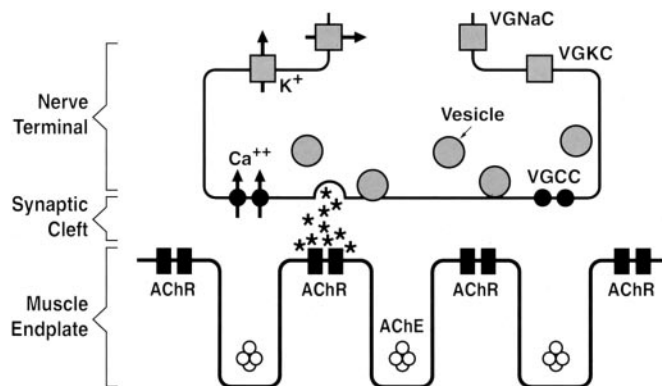 VGNaC
VGKC
K+
Nerve
Terminal
Vesicle
Ca++
VGCC
Synaptic
Cleft
AChR
AChR
AChR
AChR
Muscle
Endplate
AChE